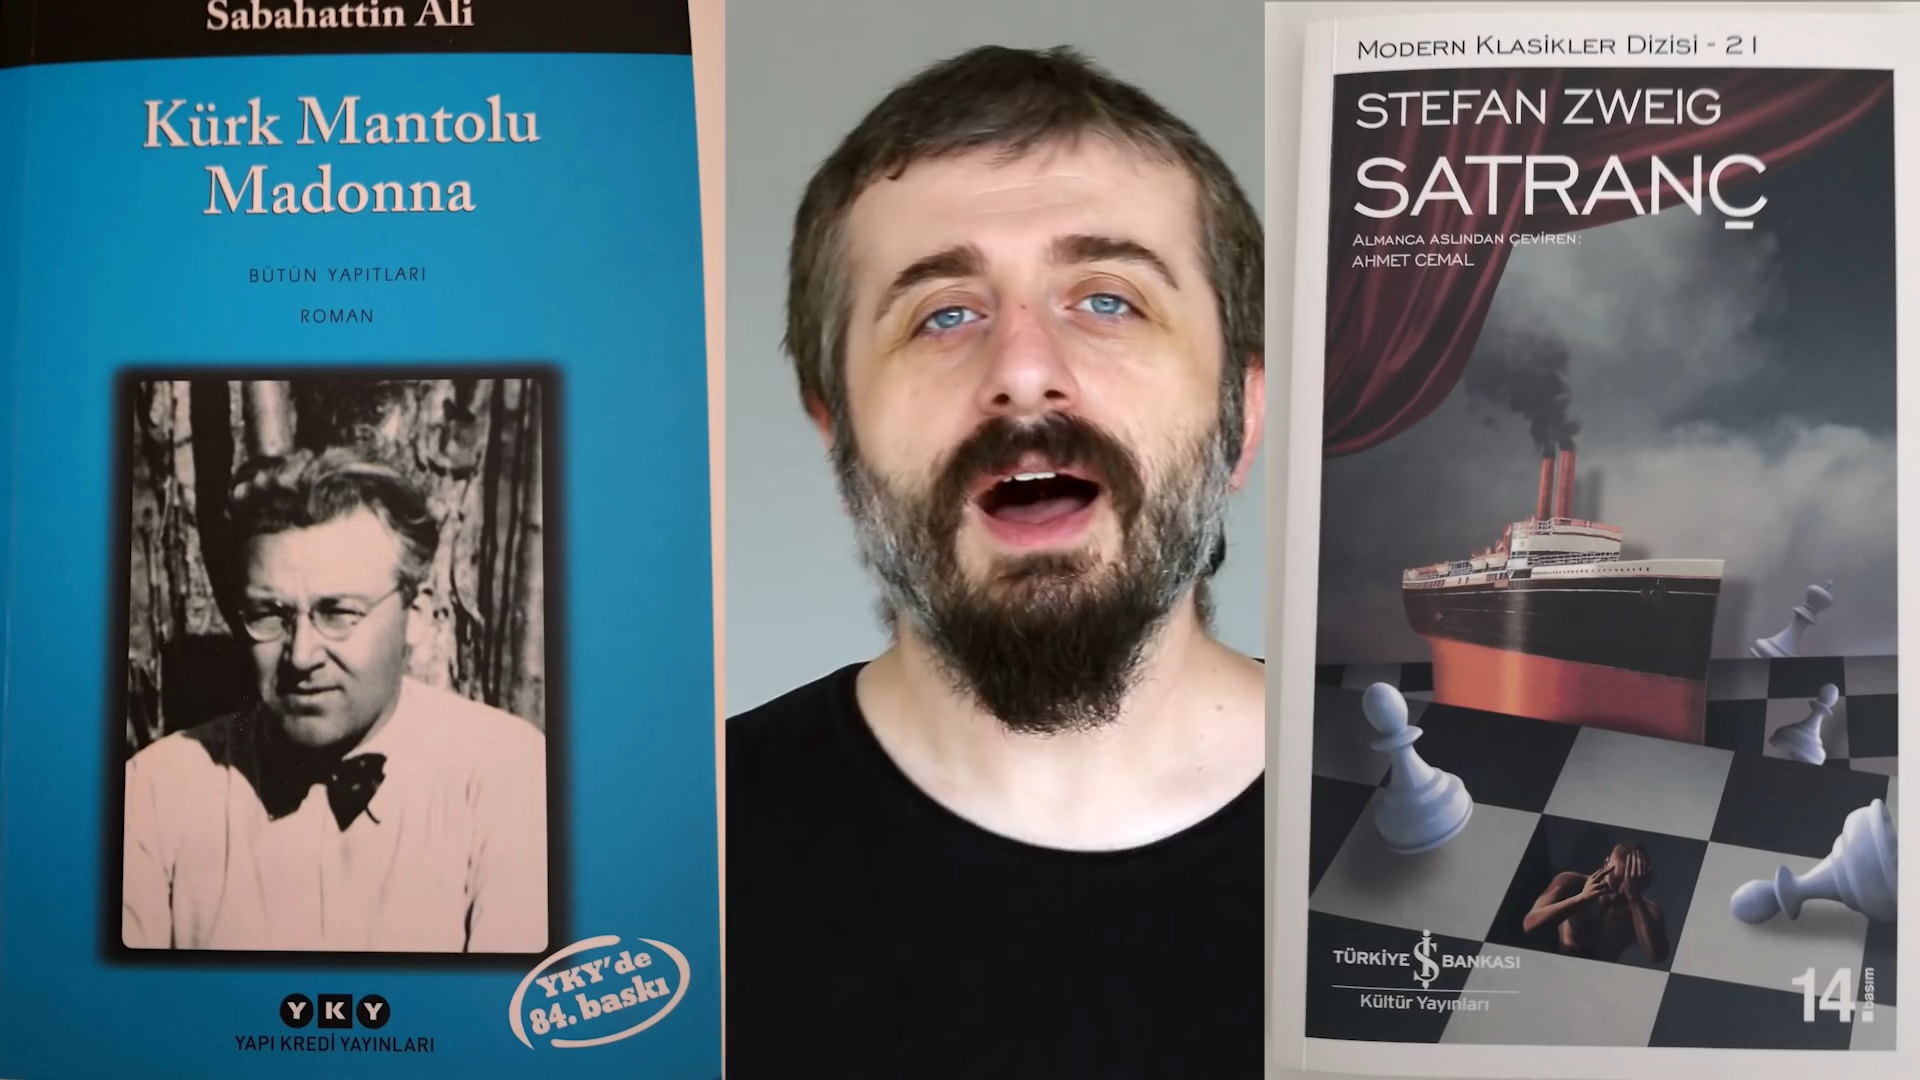 Sabahattin Ali
Kürk Mantolu
Madonna
BÜTÜN YAPITLARI
ROMAN
YKY'de
84. baskı
YKY
YAPI KREDİ YAYINLARI
MODERN KLASİKLER DİZİSİ - 21
STEFAN ZWEIG
SATRANÇ
ALMANCA ASLINDAN ÇEVİREN:
AHMET CEMAL
TÜRKİYE İŞ BANKASI
Kültür Yayınları
14. basım